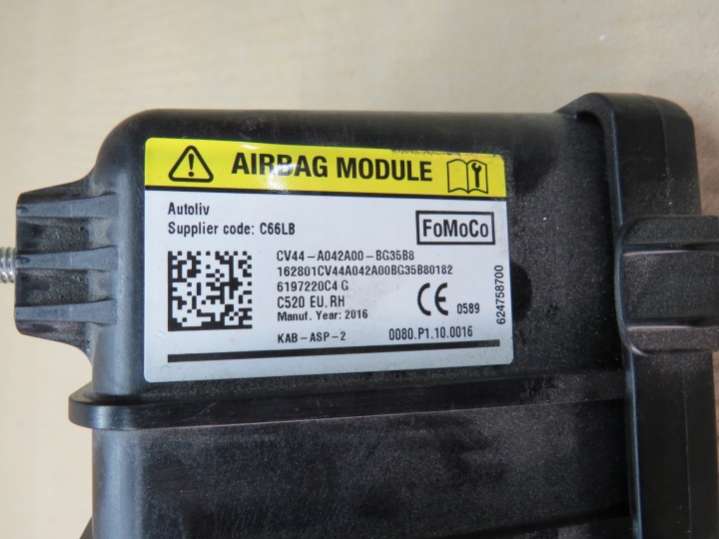 AIRBAG MODULE
Autoliv
Supplier code: C66LB
FoMoCo
CV44-A042A00-BG35B8
162801CV44A042A00BG35B80182
6197220C4 G
C520 EU, RH
Manuf. Year: 2016
CE 0589
KAB-ASP-2
0080.P1.10.0016
624758700